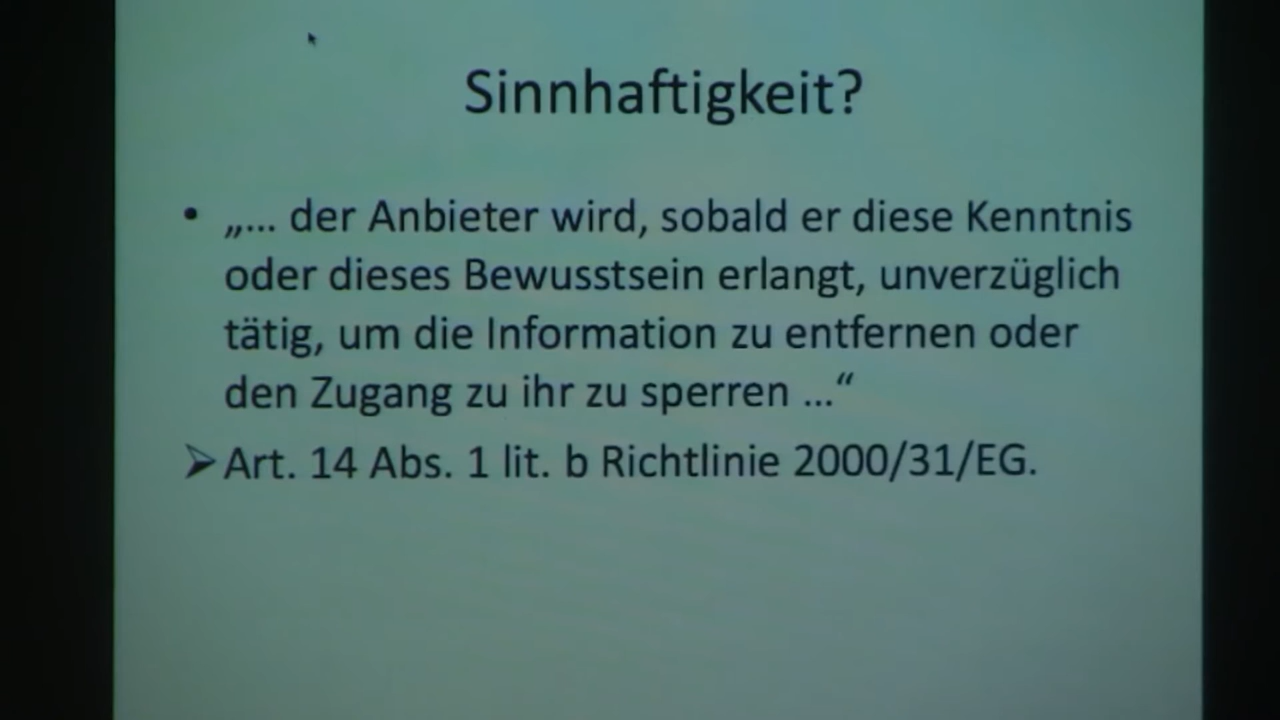 Sinnhaftigkeit?
• „… der Anbieter wird, sobald er diese Kenntnis
oder dieses Bewusstsein erlangt, unverzüglich
tätig, um die Information zu entfernen oder
den Zugang zu ihr zu sperren …“
➢ Art. 14 Abs. 1 lit. b Richtlinie 2000/31/EG.